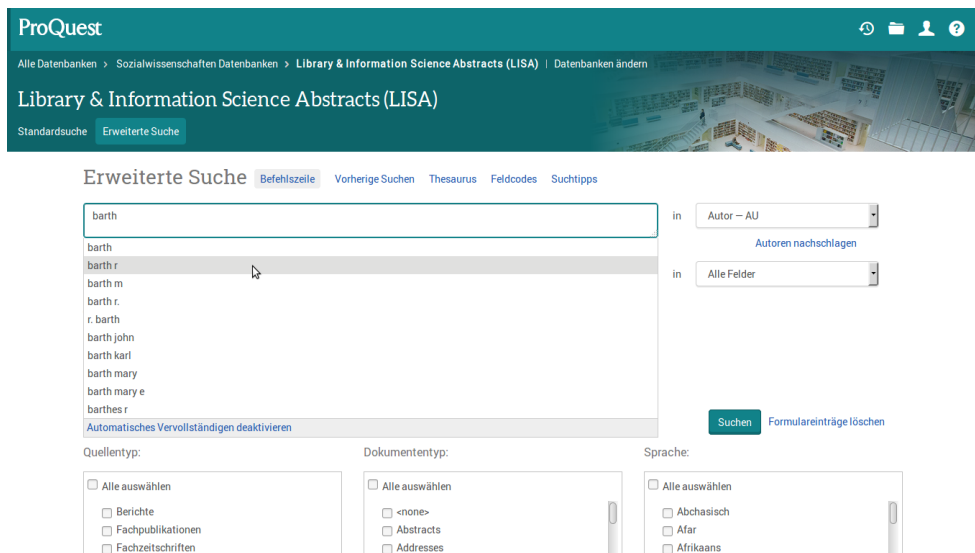 ProQuest
Alle Datenbanken > Sozialwissenschaften Datenbanken > Library & Information Science Abstracts (LISA) | Datenbanken ändern
Library & Information Science Abstracts (LISA)
Standardsuche Erweiterte Suche
Erweiterte Suche Befehlszeile Vorherige Suchen Thesaurus Feldcodes Suchtipps
barth in Autor — AU
Autoren nachschlagen
barth
barth r
in Alle Felder
barth m
barth r.
r. barth
barth john
barth karl
barth mary
barth mary e
barthes r
Automatisches Vervollständigen deaktivieren
Suchen Formulareinträge löschen
Quellentyp: Dokumententyp: Sprache:
Alle auswählen Alle auswählen Alle auswählen
Berichte <none> Abchasisch
Fachpublikationen Abstracts Afar
Fachzeitschriften Addresses Afrikaans